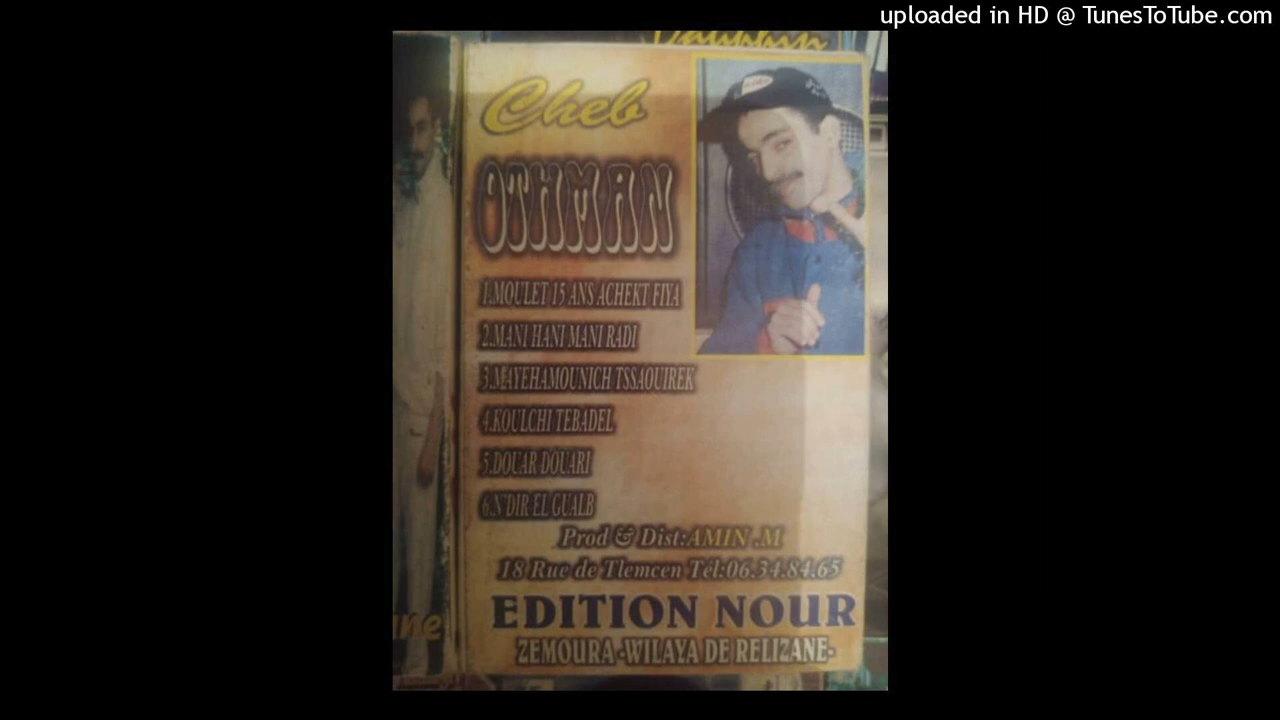 uploaded in HD @ TunesToTube.com
Dauphin
Cheb
OTHMAN
1.MOULET 15 ANS ACHEKT FIYA
2.MANI HANI MANI RADI
3.MAYEHAMOUNICH TSSAOUIREK
4.KOULCHI TEBADEL
5.DOUAR DOUARI
6.N'DIR EL GUALB
Prod & Dist:AMIN .M
18 Rue de Tlemcen Tél:06.34.84.65
EDITION NOUR
ZEMOURA -WILAYA DE RELIZANE-